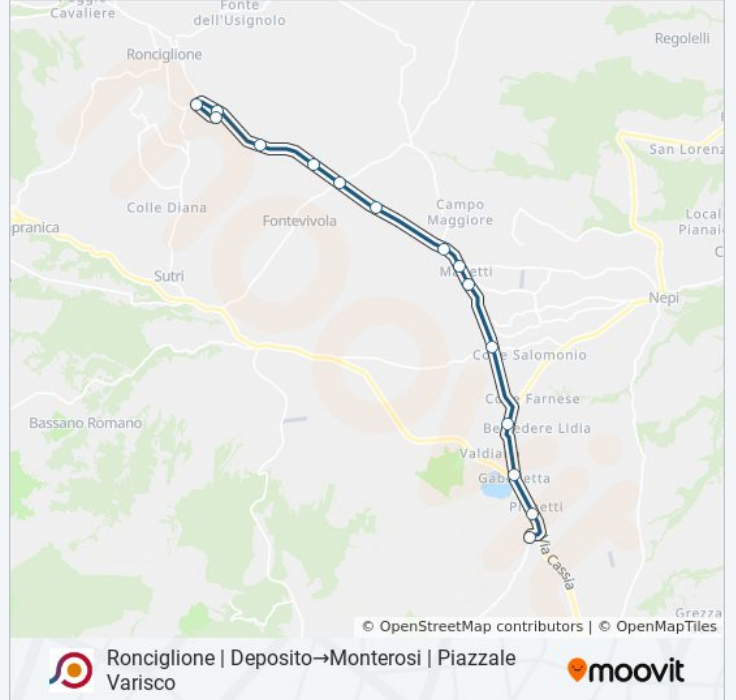 Poggio
Cavaliere
Fonte
dell'Usignolo
Ronciglione
Regolelli
San Lorenz
Colle Diana
Campo
Maggiore
Fontevivola
Local
Pianai
pranica
Sutri
Nepi
Colle Salomonio
Colle Farnese
Bassano Romano
Belvedere Lidia
Valdia
Via Cassia
Grezza
© OpenStreetMap contributors | © OpenMapTiles
Ronciglione | Deposito→Monterosi | Piazzale
Varisco
moovit